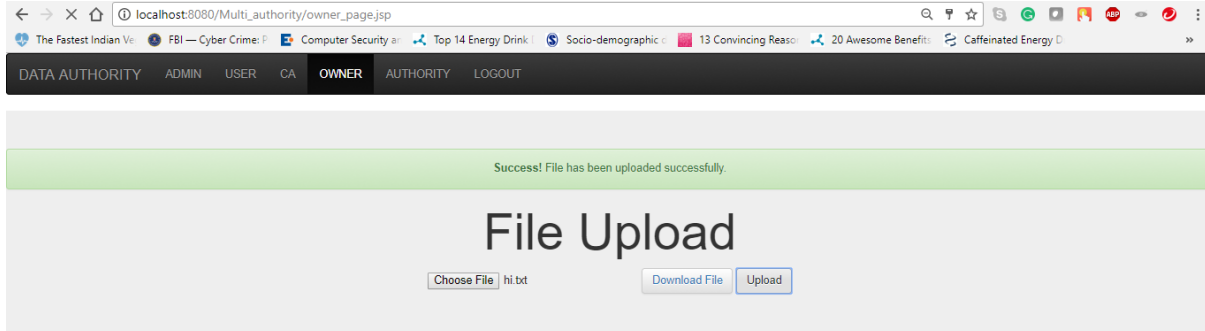 localhost:8080/Multi_authority/owner_page.jsp
The Fastest Indian Ve FBI — Cyber Crime: P Computer Security an Top 14 Energy Drink Socio-demographic c 13 Convincing Reaso 20 Awesome Benefits Caffeinated Energy D »
DATA AUTHORITY ADMIN USER CA OWNER AUTHORITY LOGOUT
Success! File has been uploaded successfully.
File Upload
Choose File hi.txt Download File Upload